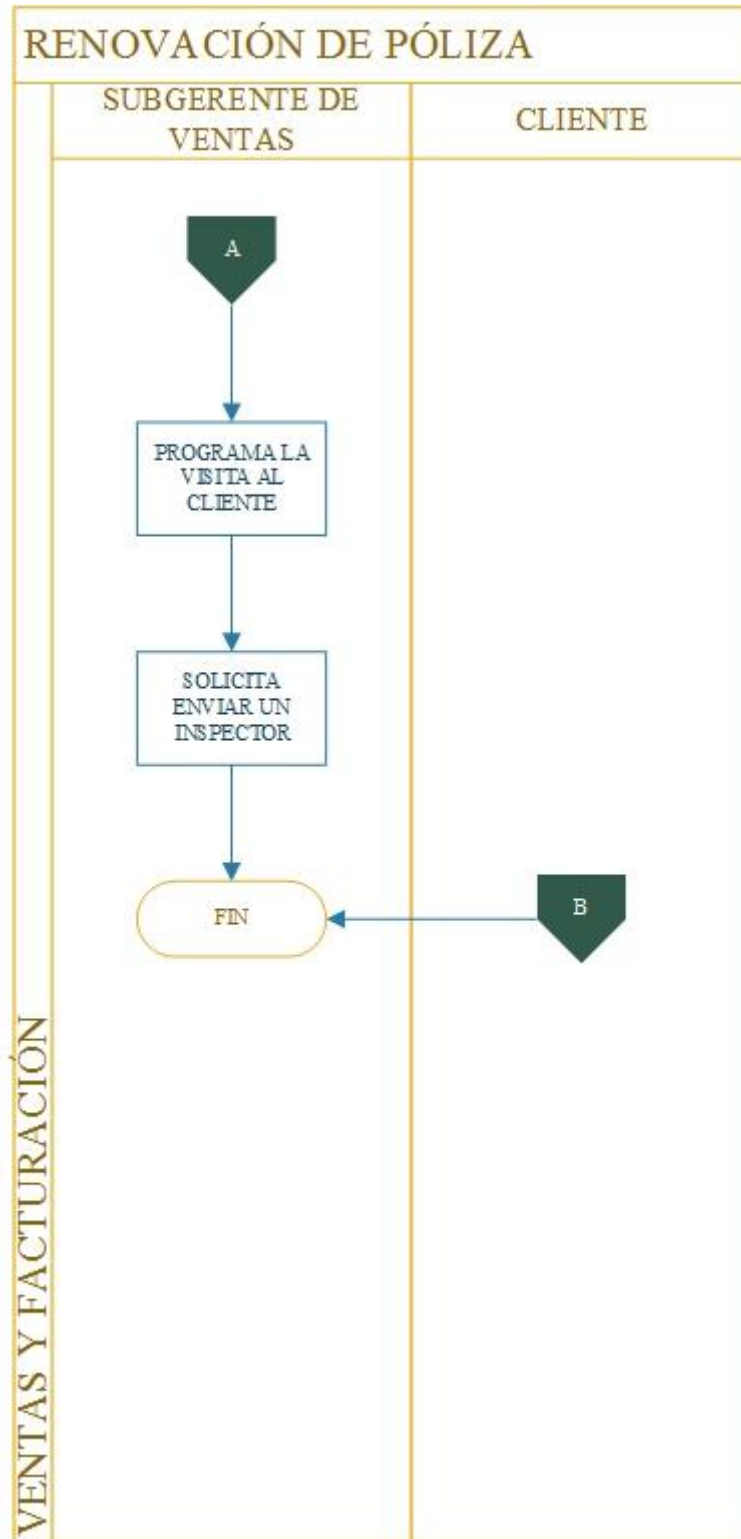 RENOVACIÓN DE PÓLIZA
SUBGERENTE DE
VENTAS
CLIENTE
A
PROGRAMA LA
VISITA AL
CLIENTE
SOLICITA
ENVIAR UN
INSPECTOR
FIN
B
VENTAS Y FACTURACIÓN